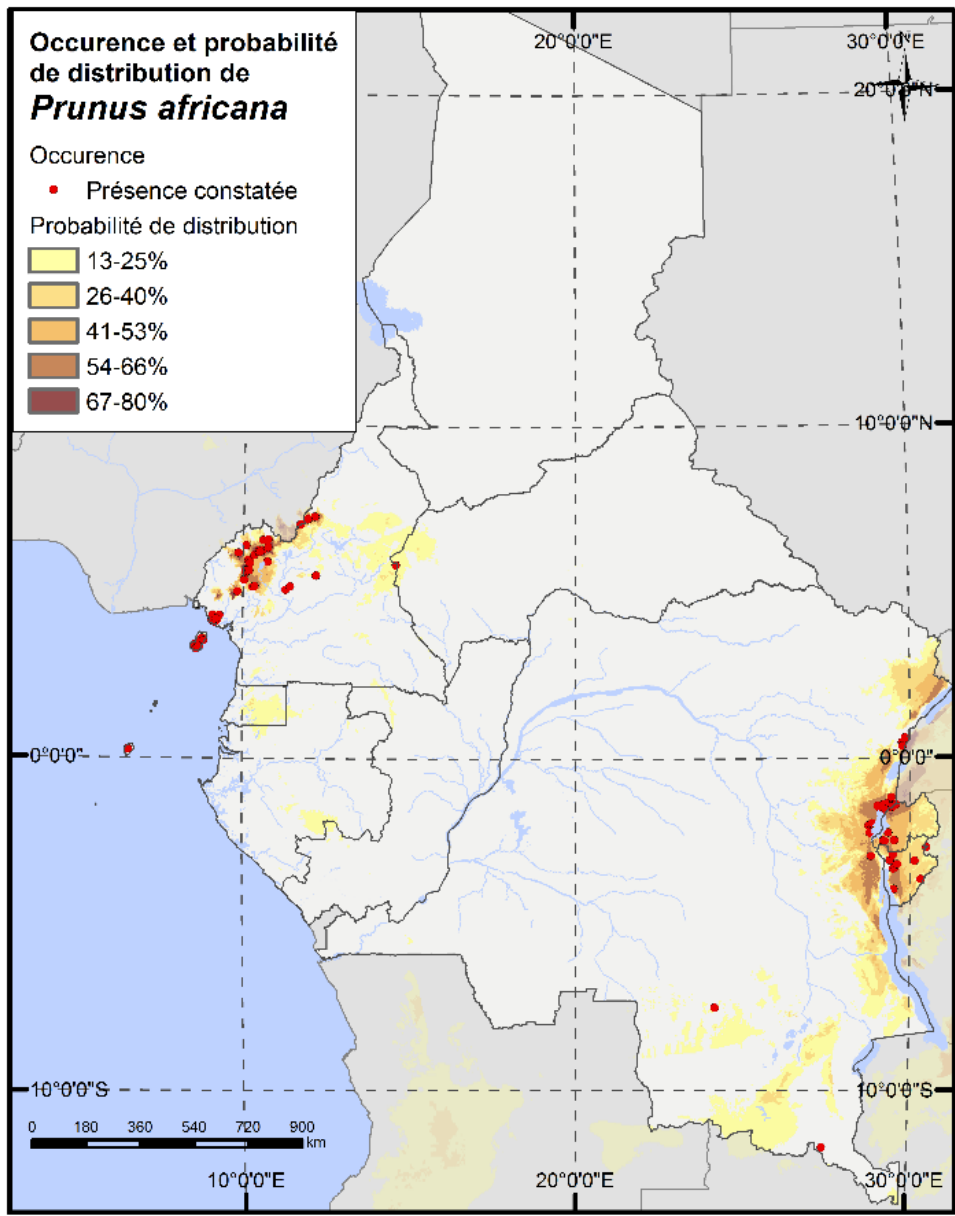 Occurence et probabilité
de distribution de
Prunus africana
Occurence
Présence constatée
Probabilité de distribution
13-25%
26-40%
41-53%
54-66%
67-80%
20°0'0"E
30°0'0"E
20°0'0"N
10°0'0"N
0°0'0"
0°0'0"
10°0'0"S
10°0'0"S
0 180 360 540 720 900
km
10°0'0"E
20°0'0"E
30°0'0"E